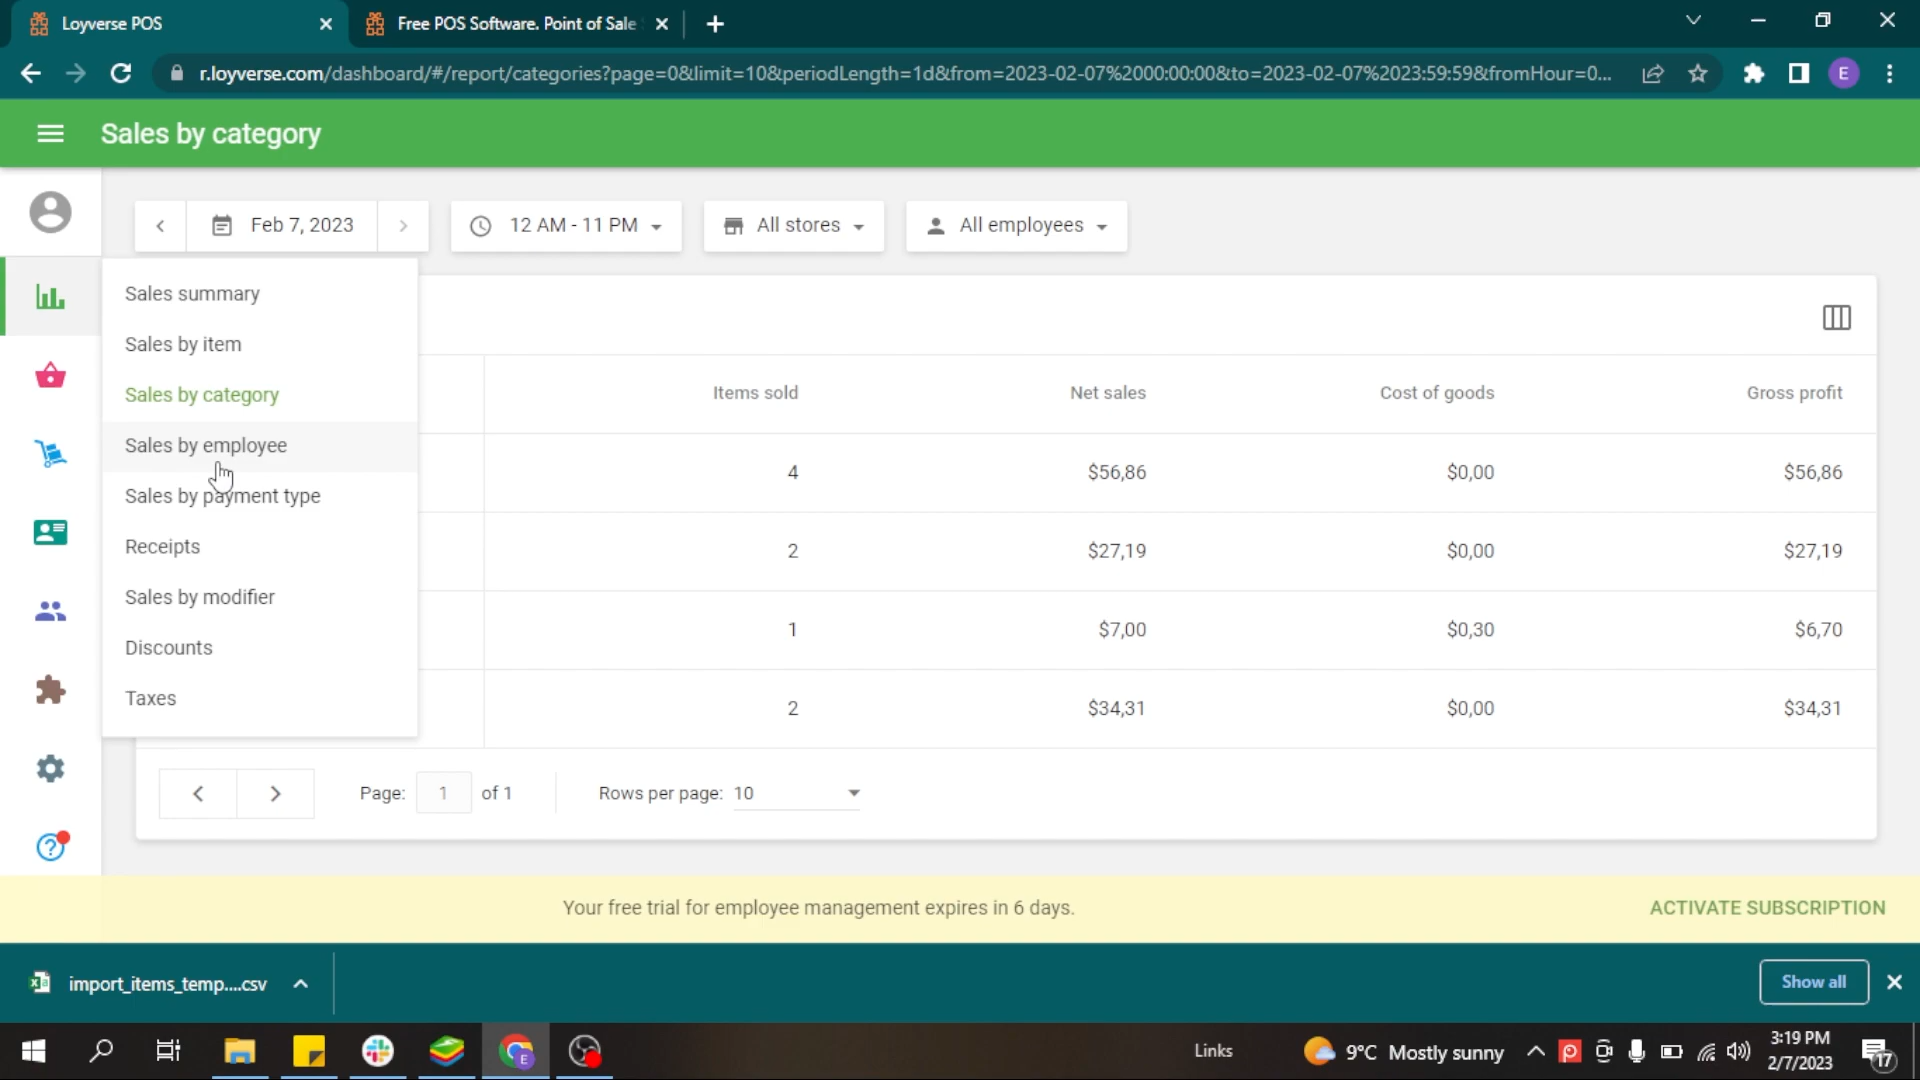 Loyverse POS
Free POS Software. Point of Sale
r.loyverse.com/dashboard/#/report/categories?page=0&limit=10&periodLength=1d&from=2023-02-07%2000:00:00&to=2023-02-07%2023:59:59&fromHour=0...
E
Sales by category
Feb 7, 2023
12 AM - 11 PM
All stores
All employees
Sales summary
Sales by item
Sales by category
Sales by employee
Sales by payment type
Receipts
Sales by modifier
Discounts
Taxes
Items sold Net sales Cost of goods Gross profit
4 $56,86 $0,00 $56,86
2 $27,19 $0,00 $27,19
1 $7,00 $0,30 $6,70
2 $34,31 $0,00 $34,31
Page: 1 of 1 Rows per page: 10
Your free trial for employee management expires in 6 days. ACTIVATE SUBSCRIPTION
import_items_temp....csv Show all
Links 9°C Mostly sunny 3:19 PM
2/7/2023 17